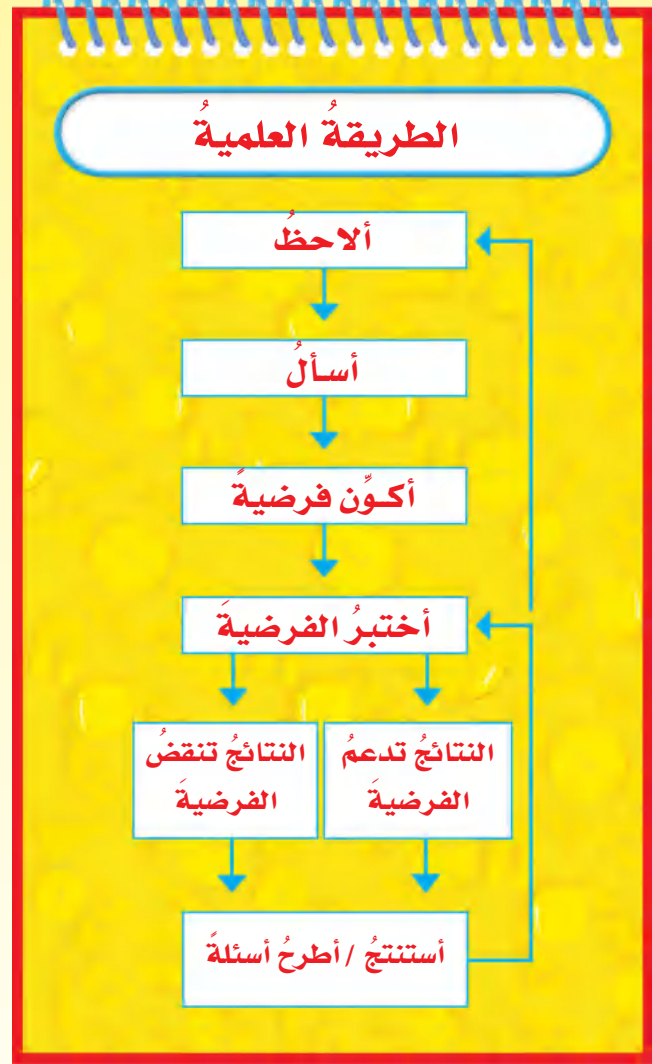 الطريقةُ العلميةُ
ألاحظُ
أسألُ
أكوِّن فرضيةً
أختبرُ الفرضيةَ
النتائجُ تدعمُ
الفرضيةَ
النتائجُ تنقضُ
الفرضيةَ
أستنتجُ / أطرحُ أسئلةً